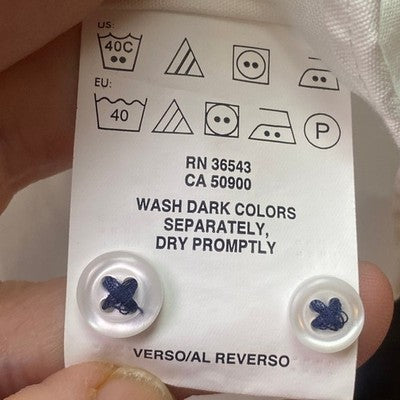 US:
40C
EU:
40
P
RN 36543
CA 50900
WASH DARK COLORS
SEPARATELY,
DRY PROMPTLY
VERSO/AL REVERSO